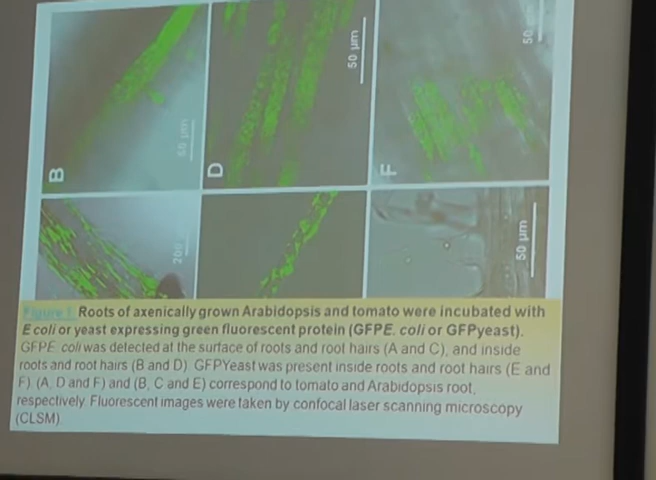 B
50 µm
D
50 µm
F
50
200
50 µm
Figure 1. Roots of axenically grown Arabidopsis and tomato were incubated with
E coli or yeast expressing green fluorescent protein (GFPE. coli or GFPyeast).
GFPE coli was detected at the surface of roots and root hairs (A and C), and inside
roots and root hairs (B and D) GFPYeast was present inside roots and root hairs (E and
F) (A, D and F) and (B, C and E) correspond to tomato and Arabidopsis root,
respectively. Fluorescent images were taken by confocal laser scanning microscopy
(CLSM)